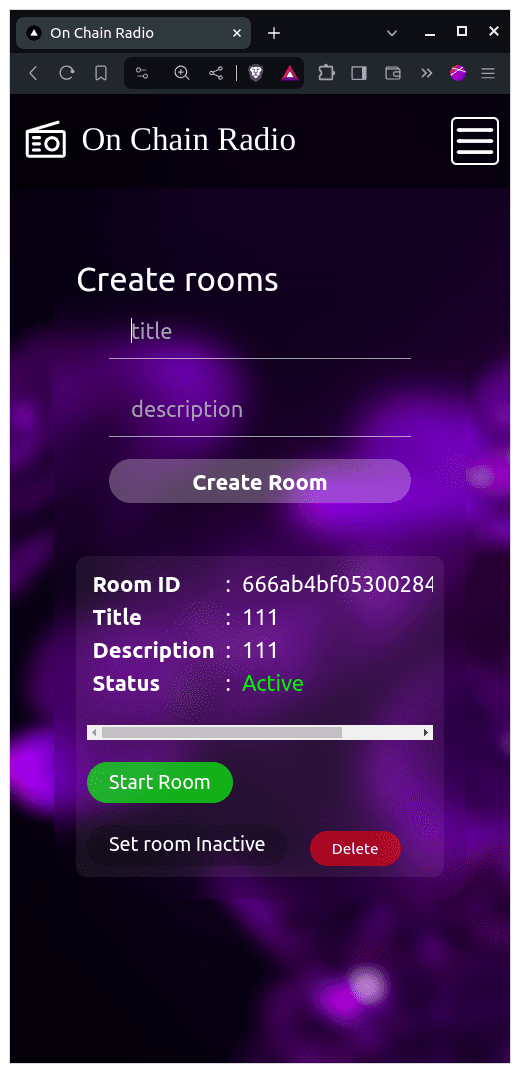 On Chain Radio
On Chain Radio
Create rooms
title
description
Create Room
Room ID : 666ab4bf05300284
Title : 111
Description : 111
Status : Active
Start Room
Set room Inactive
Delete